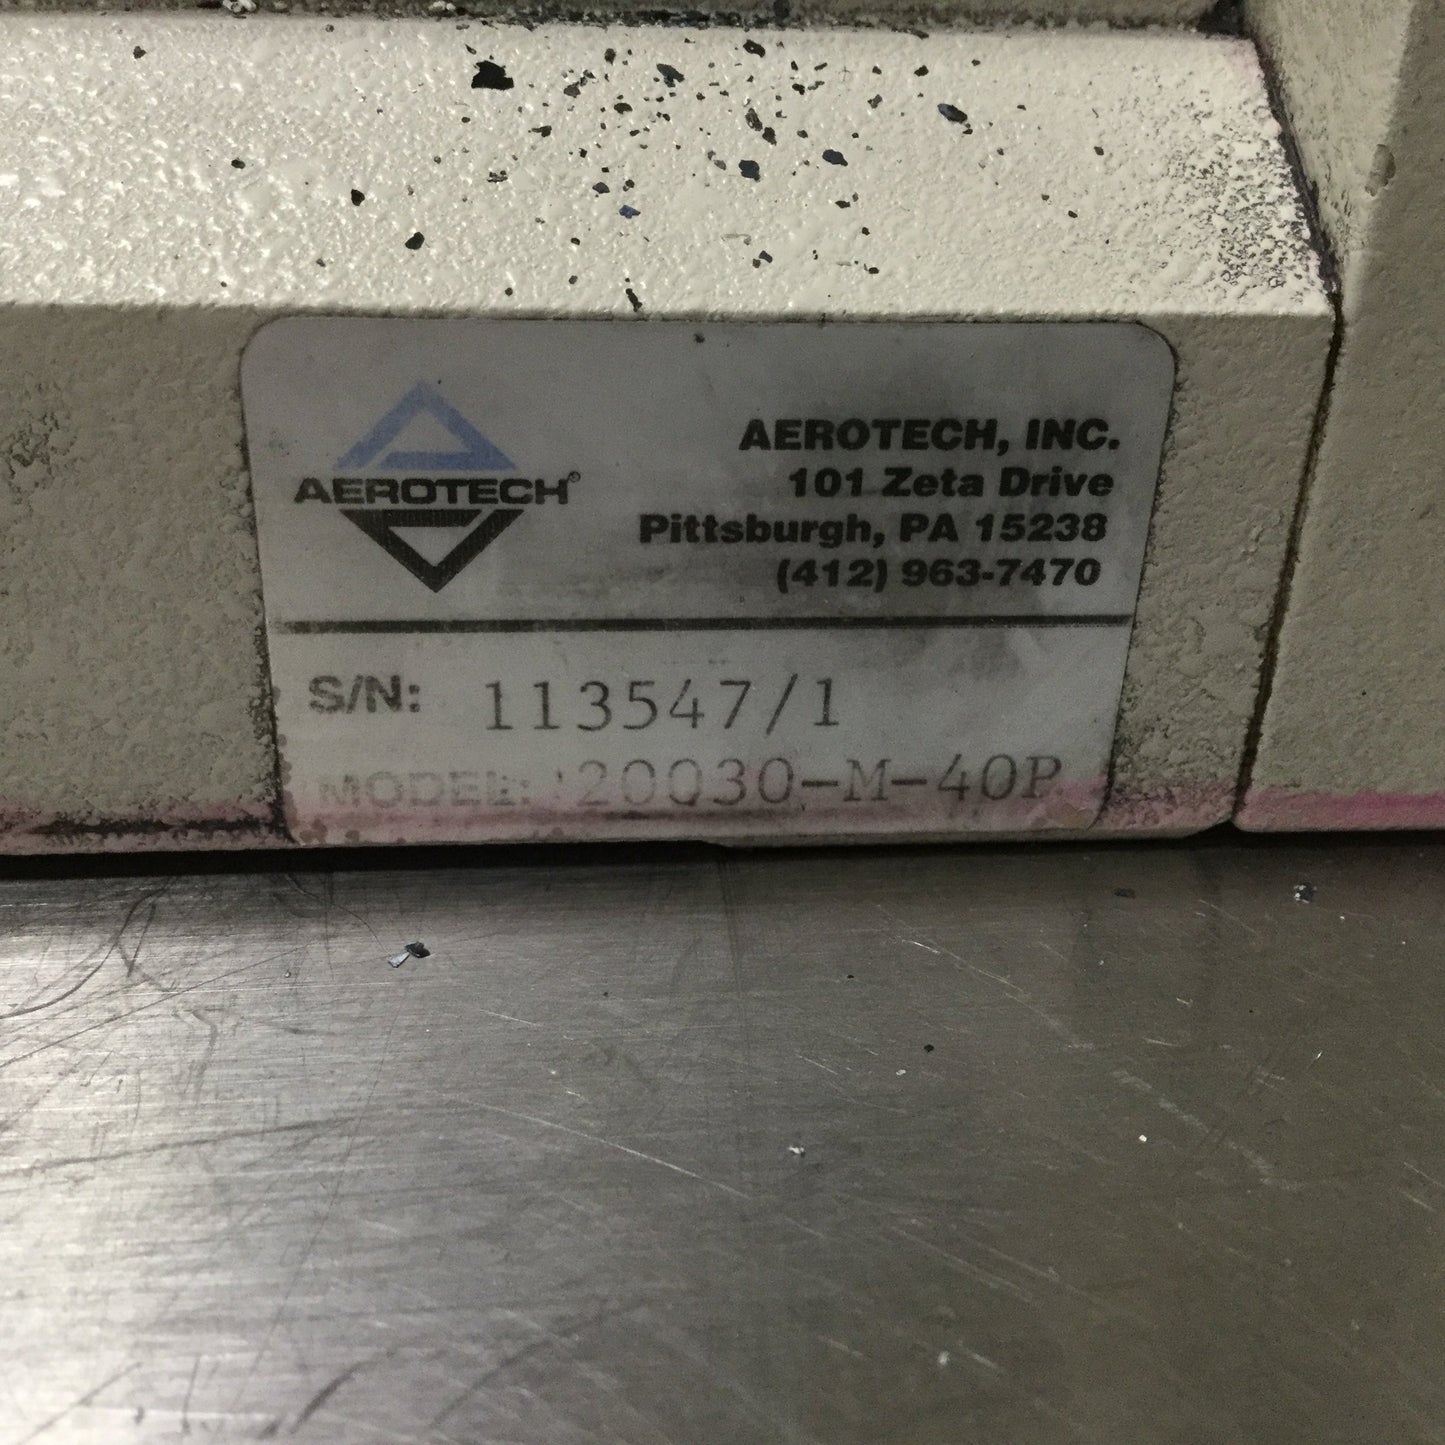 AEROTECH®
AEROTECH, INC.
101 Zeta Drive
Pittsburgh, PA 15238
(412) 963-7470
S/N: 113547/1
MODEL: 20030-M-40P